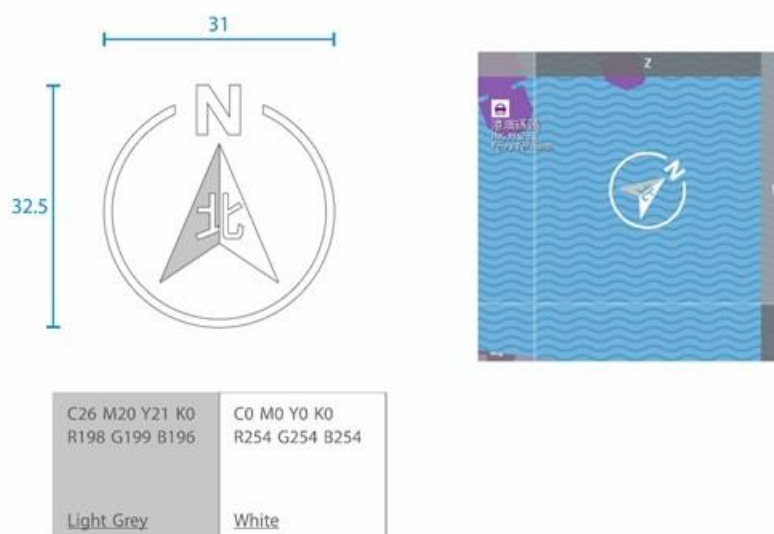 31
N
32.5
北
Z
N
C26 M20 Y21 K0
R198 G199 B196
Light Grey
C0 M0 Y0 K0
R254 G254 B254
White